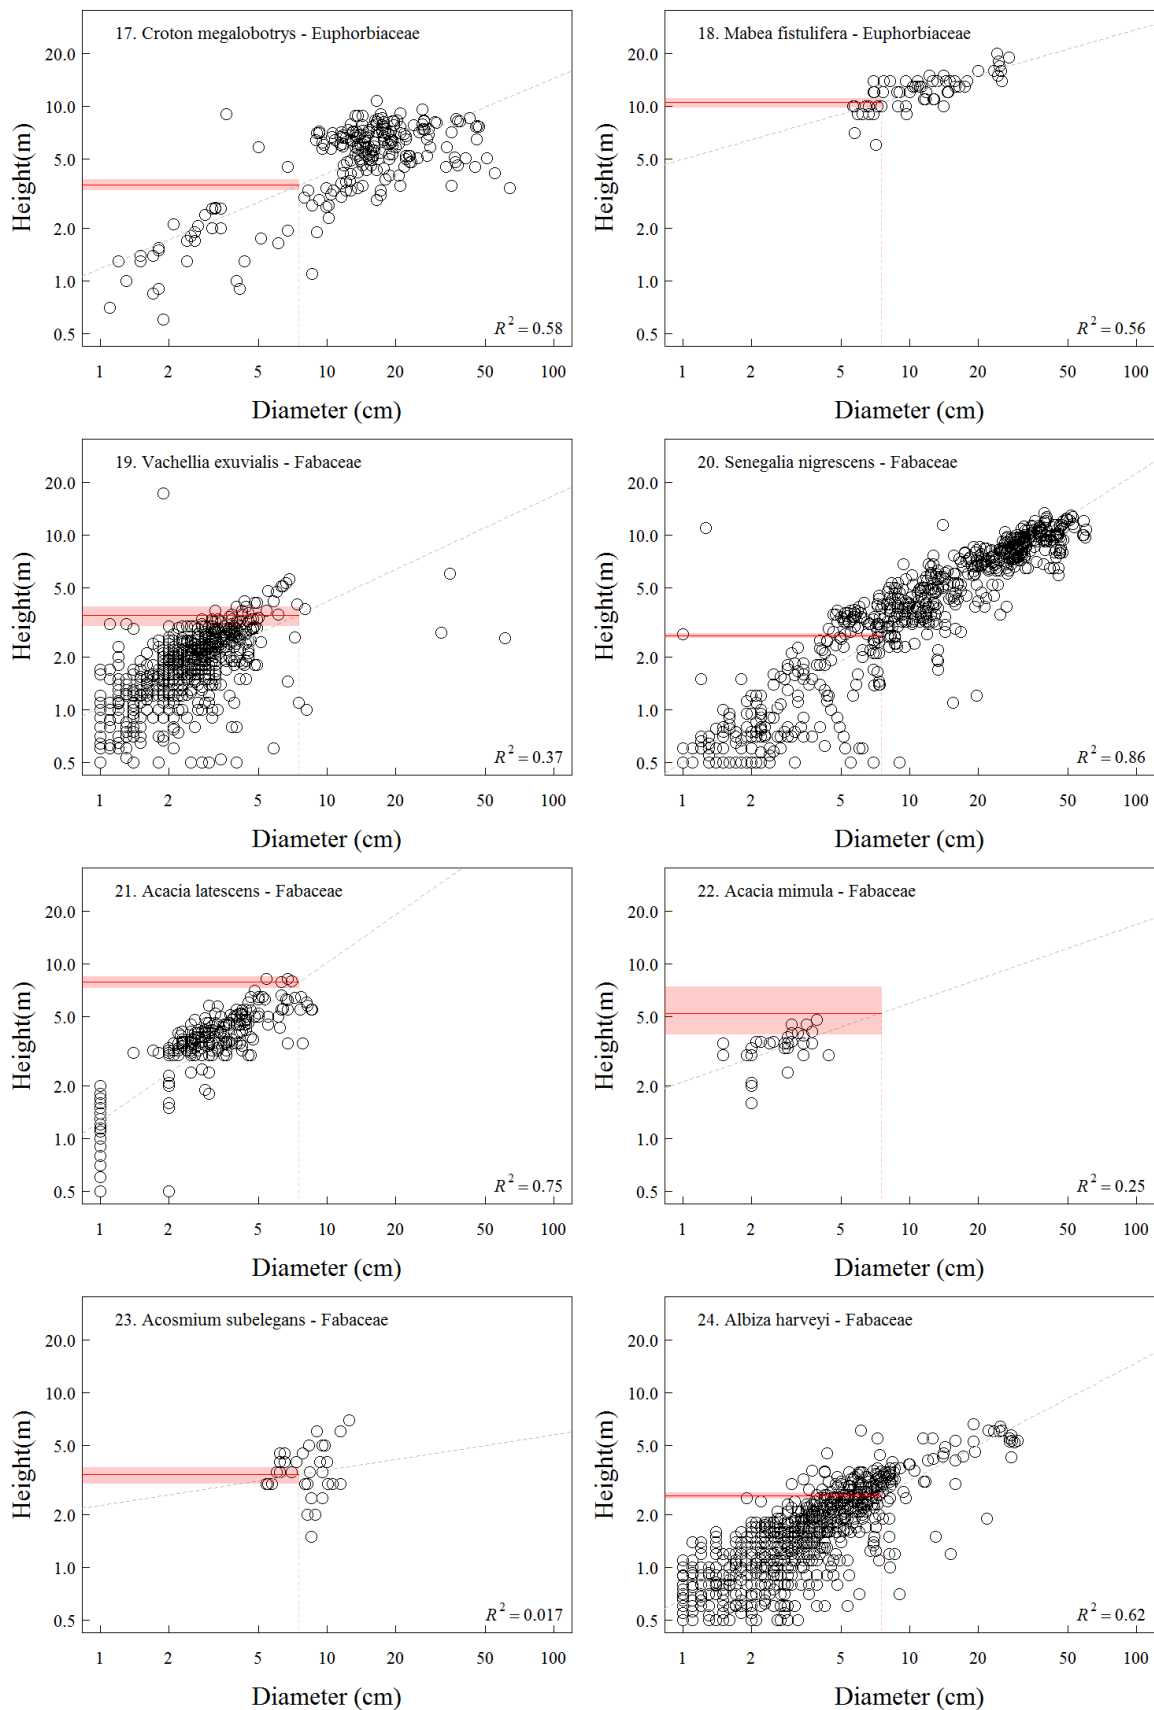 17. Croton megalobotrys - Euphorbiaceae
Height(m)
20.0
10.0
5.0
2.0
1.0
0.5
R² = 0.58
1 2 5 10 20 50 100
Diameter (cm)
18. Mabea fistulifera - Euphorbiaceae
Height(m)
20.0
10.0
5.0
2.0
1.0
0.5
R² = 0.56
1 2 5 10 20 50 100
Diameter (cm)
19. Vachellia exuvialis - Fabaceae
Height(m)
20.0
10.0
5.0
2.0
1.0
0.5
R² = 0.37
1 2 5 10 20 50 100
Diameter (cm)
20. Senegalia nigrescens - Fabaceae
Height(m)
20.0
10.0
5.0
2.0
1.0
0.5
R² = 0.86
1 2 5 10 20 50 100
Diameter (cm)
21. Acacia latescens - Fabaceae
Height(m)
20.0
10.0
5.0
2.0
1.0
0.5
R² = 0.75
1 2 5 10 20 50 100
Diameter (cm)
22. Acacia mimula - Fabaceae
Height(m)
20.0
10.0
5.0
2.0
1.0
0.5
R² = 0.25
1 2 5 10 20 50 100
Diameter (cm)
23. Acosmium subelegans - Fabaceae
Height(m)
20.0
10.0
5.0
2.0
1.0
0.5
R² = 0.017
1 2 5 10 20 50 100
Diameter (cm)
24. Albiza harveyi - Fabaceae
Height(m)
20.0
10.0
5.0
2.0
1.0
0.5
R² = 0.62
1 2 5 10 20 50 100
Diameter (cm)